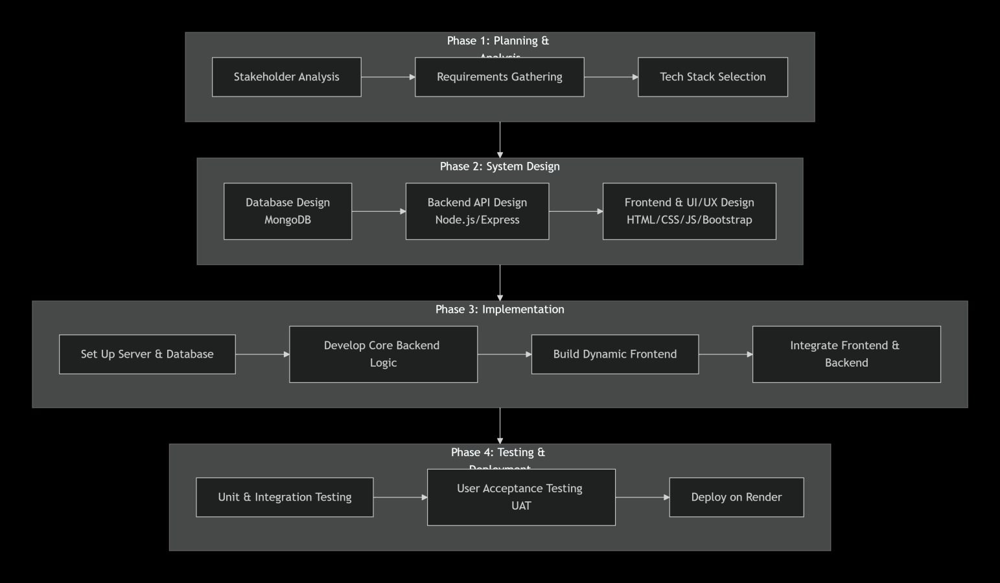 Phase 1: Planning &
Analysis
Stakeholder Analysis
Requirements Gathering
Tech Stack Selection
Phase 2: System Design
Database Design
MongoDB
Backend API Design
Node.js/Express
Frontend & UI/UX Design
HTML/CSS/JS/Bootstrap
Phase 3: Implementation
Set Up Server & Database
Develop Core Backend
Logic
Build Dynamic Frontend
Integrate Frontend &
Backend
Phase 4: Testing &
Deployment
Unit & Integration Testing
User Acceptance Testing
UAT
Deploy on Render